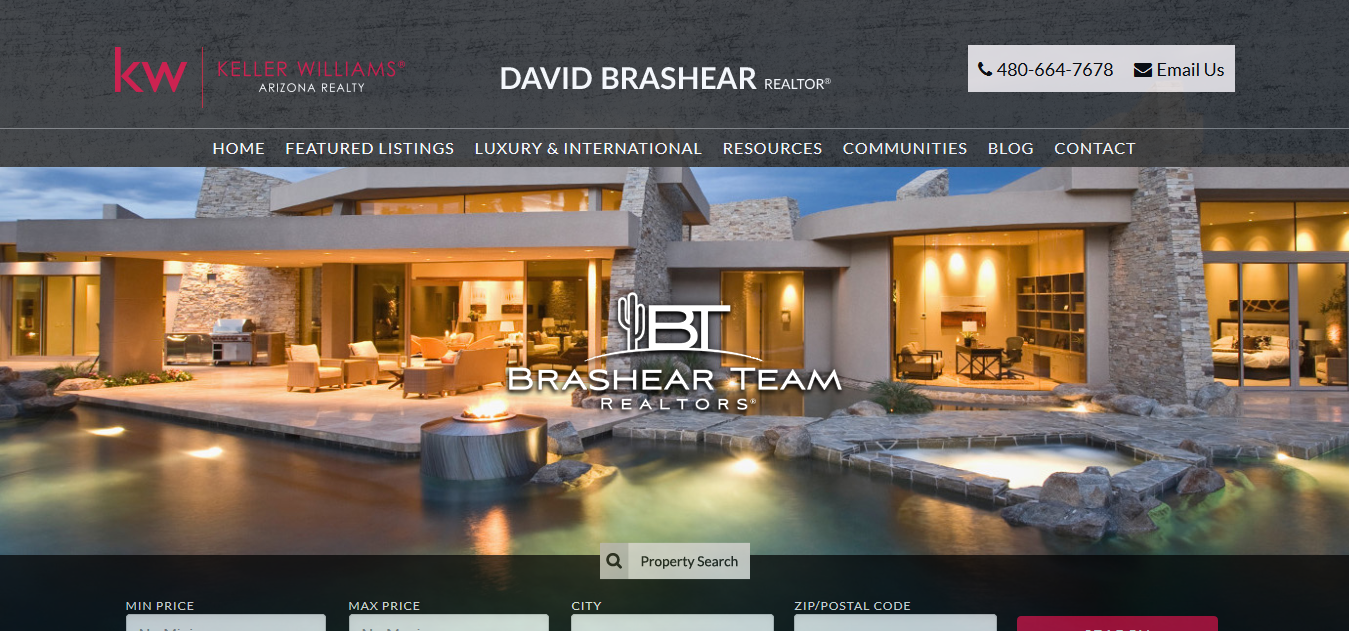 kw KELLER WILLIAMS®
ARIZONA REALTY
DAVID BRASHEAR REALTOR®
480-664-7678 Email Us
HOME FEATURED LISTINGS LUXURY & INTERNATIONAL RESOURCES COMMUNITIES BLOG CONTACT
BT
BRASHEAR TEAM
REALTORS®
Property Search
MIN PRICE MAX PRICE CITY ZIP/POSTAL CODE